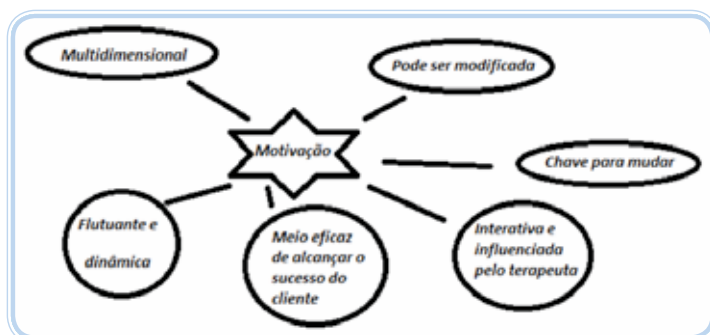 Multidimensional
Pode ser modificada
Motivação
Chave para mudar
Flutuante e
dinâmica
Meio eficaz
de alcançar o
sucesso do
cliente
Interativa e
influenciada
pelo terapeuta